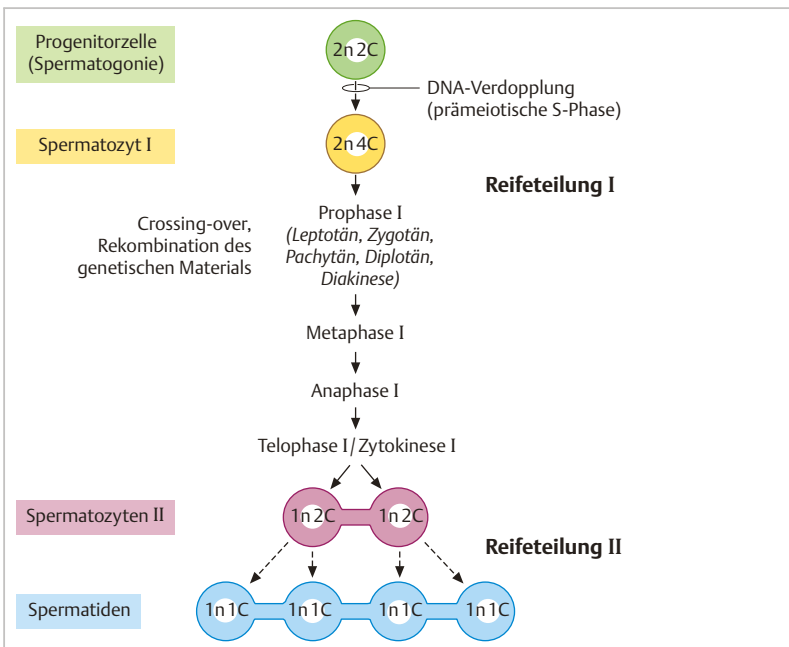 Progenitorzelle
(Spermatogonie)
2n 2C
DNA-Verdopplung
(prämeiotische S-Phase)
Spermatozyt I
2n 4C
Reifeteilung I
Crossing-over,
Rekombination des
genetischen Materials
Prophase I
(Leptotän, Zygotän,
Pachytän, Diplotän,
Diakinese)
Metaphase I
Anaphase I
Telophase I/Zytokinese I
Spermatozyten II
1n 2C
1n 2C
Reifeteilung II
Spermatiden
1n 1C
1n 1C
1n 1C
1n 1C